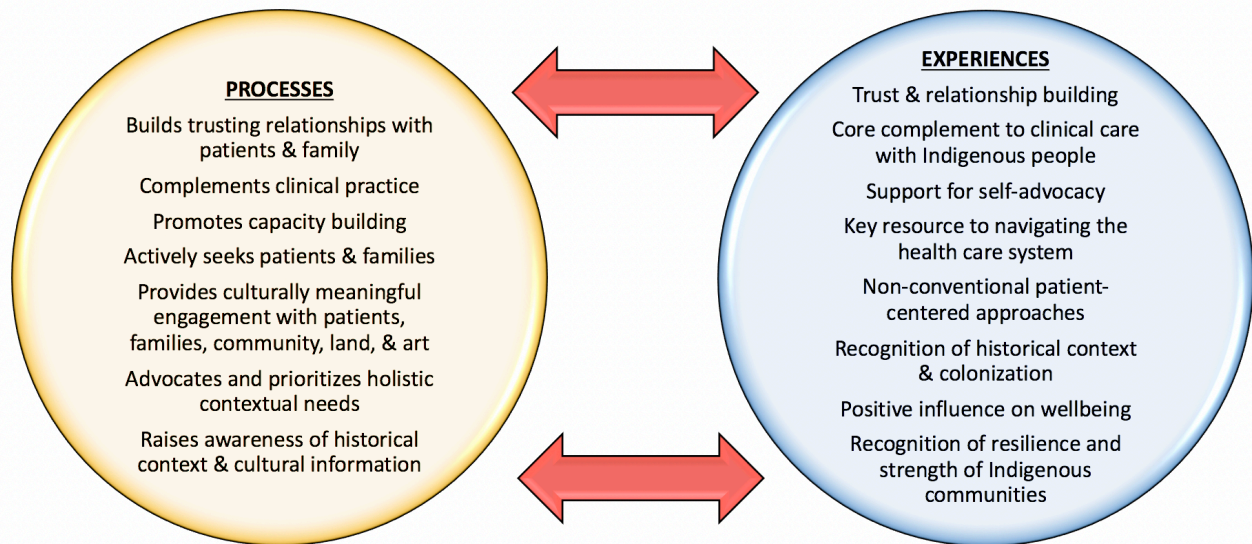 PROCESSES
Builds trusting relationships with
patients & family
Complements clinical practice
Promotes capacity building
Actively seeks patients & families
Provides culturally meaningful
engagement with patients,
families, community, land, & art
Advocates and prioritizes holistic
contextual needs
Raises awareness of historical
context & cultural information
EXPERIENCES
Trust & relationship building
Core complement to clinical care
with Indigenous people
Support for self-advocacy
Key resource to navigating the
health care system
Non-conventional patient-
centered approaches
Recognition of historical context
& colonization
Positive influence on wellbeing
Recognition of resilience and
strength of Indigenous
communities